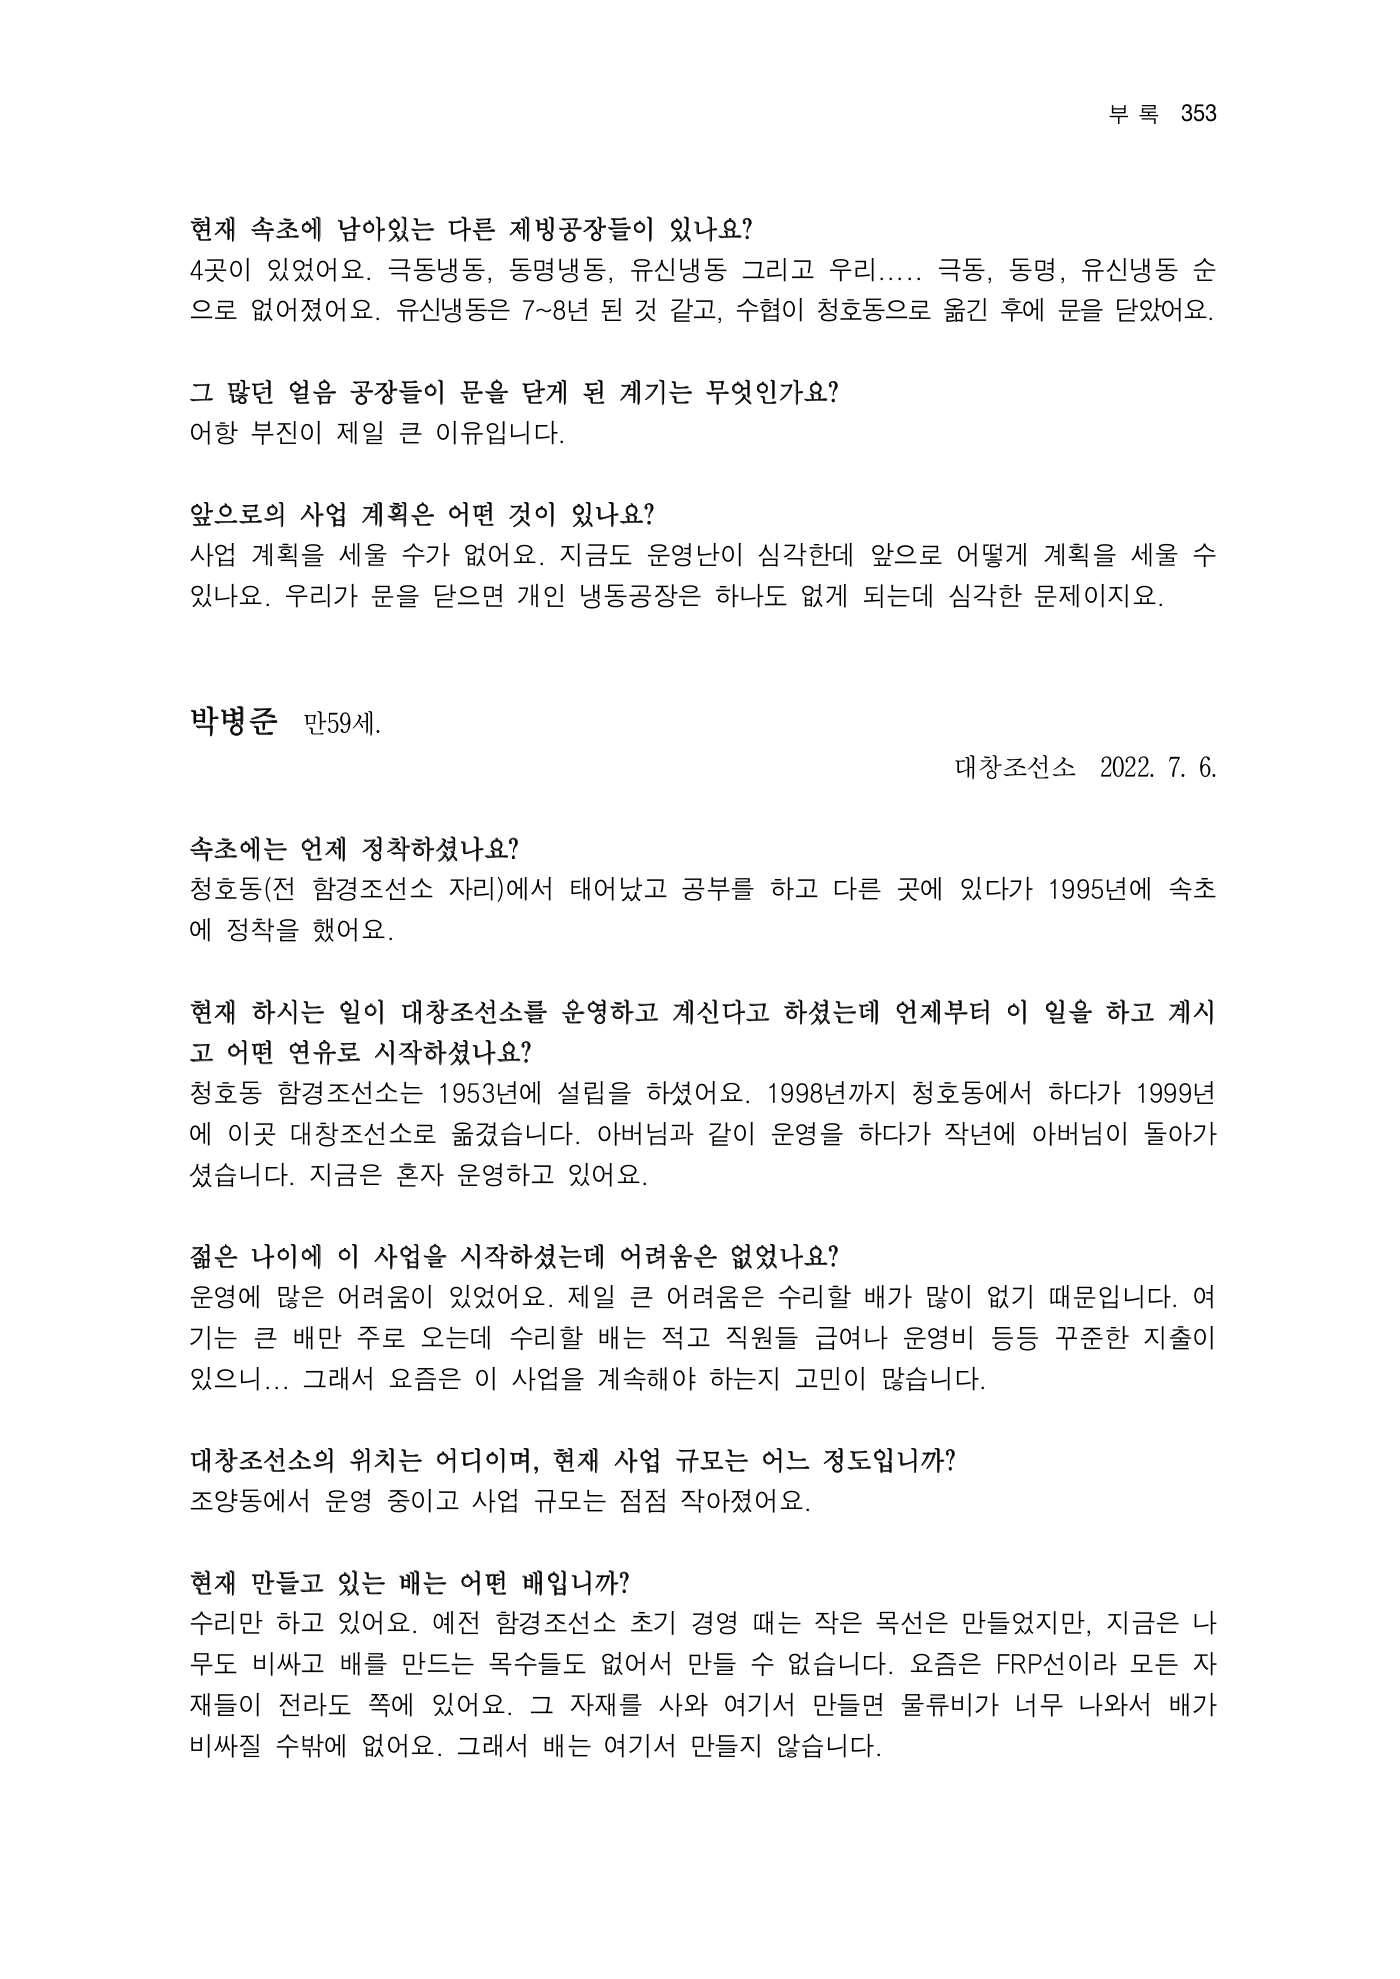 부 록 353
현재 속초에 남아있는 다른 제빙공장들이 있나요?
4곳이 있었어요. 극동냉동, 동명냉동, 유신냉동 그리고 우리..... 극동, 동명, 유신냉동 순
으로 없어졌어요. 유신냉동은 7~8년 된 것 같고, 수협이 청호동으로 옮긴 후에 문을 닫았어요.
그 많던 얼음 공장들이 문을 닫게 된 계기는 무엇인가요?
어항 부진이 제일 큰 이유입니다.
앞으로의 사업 계획은 어떤 것이 있나요?
사업 계획을 세울 수가 없어요. 지금도 운영난이 심각한데 앞으로 어떻게 계획을 세울 수
있나요. 우리가 문을 닫으면 개인 냉동공장은 하나도 없게 되는데 심각한 문제이지요.
박병준 만59세.
대창조선소 2022. 7. 6.
속초에는 언제 정착하셨나요?
청호동(전 함경조선소 자리)에서 태어났고 공부를 하고 다른 곳에 있다가 1995년에 속초
에 정착을 했어요.
현재 하시는 일이 대창조선소를 운영하고 계신다고 하셨는데 언제부터 이 일을 하고 계시
고 어떤 연유로 시작하셨나요?
청호동 함경조선소는 1953년에 설립을 하셨어요. 1998년까지 청호동에서 하다가 1999년
에 이곳 대창조선소로 옮겼습니다. 아버님과 같이 운영을 하다가 작년에 아버님이 돌아가
셨습니다. 지금은 혼자 운영하고 있어요.
젊은 나이에 이 사업을 시작하셨는데 어려움은 없었나요?
운영에 많은 어려움이 있었어요. 제일 큰 어려움은 수리할 배가 많이 없기 때문입니다. 여
기는 큰 배만 주로 오는데 수리할 배는 적고 직원들 급여나 운영비 등등 꾸준한 지출이
있으니... 그래서 요즘은 이 사업을 계속해야 하는지 고민이 많습니다.
대창조선소의 위치는 어디이며, 현재 사업 규모는 어느 정도입니까?
조양동에서 운영 중이고 사업 규모는 점점 작아졌어요.
현재 만들고 있는 배는 어떤 배입니까?
수리만 하고 있어요. 예전 함경조선소 초기 경영 때는 작은 목선은 만들었지만, 지금은 나
무도 비싸고 배를 만드는 목수들도 없어서 만들 수 없습니다. 요즘은 FRP선이라 모든 자
재들이 전라도 쪽에 있어요. 그 자재를 사와 여기서 만들면 물류비가 너무 나와서 배가
비싸질 수밖에 없어요. 그래서 배는 여기서 만들지 않습니다.